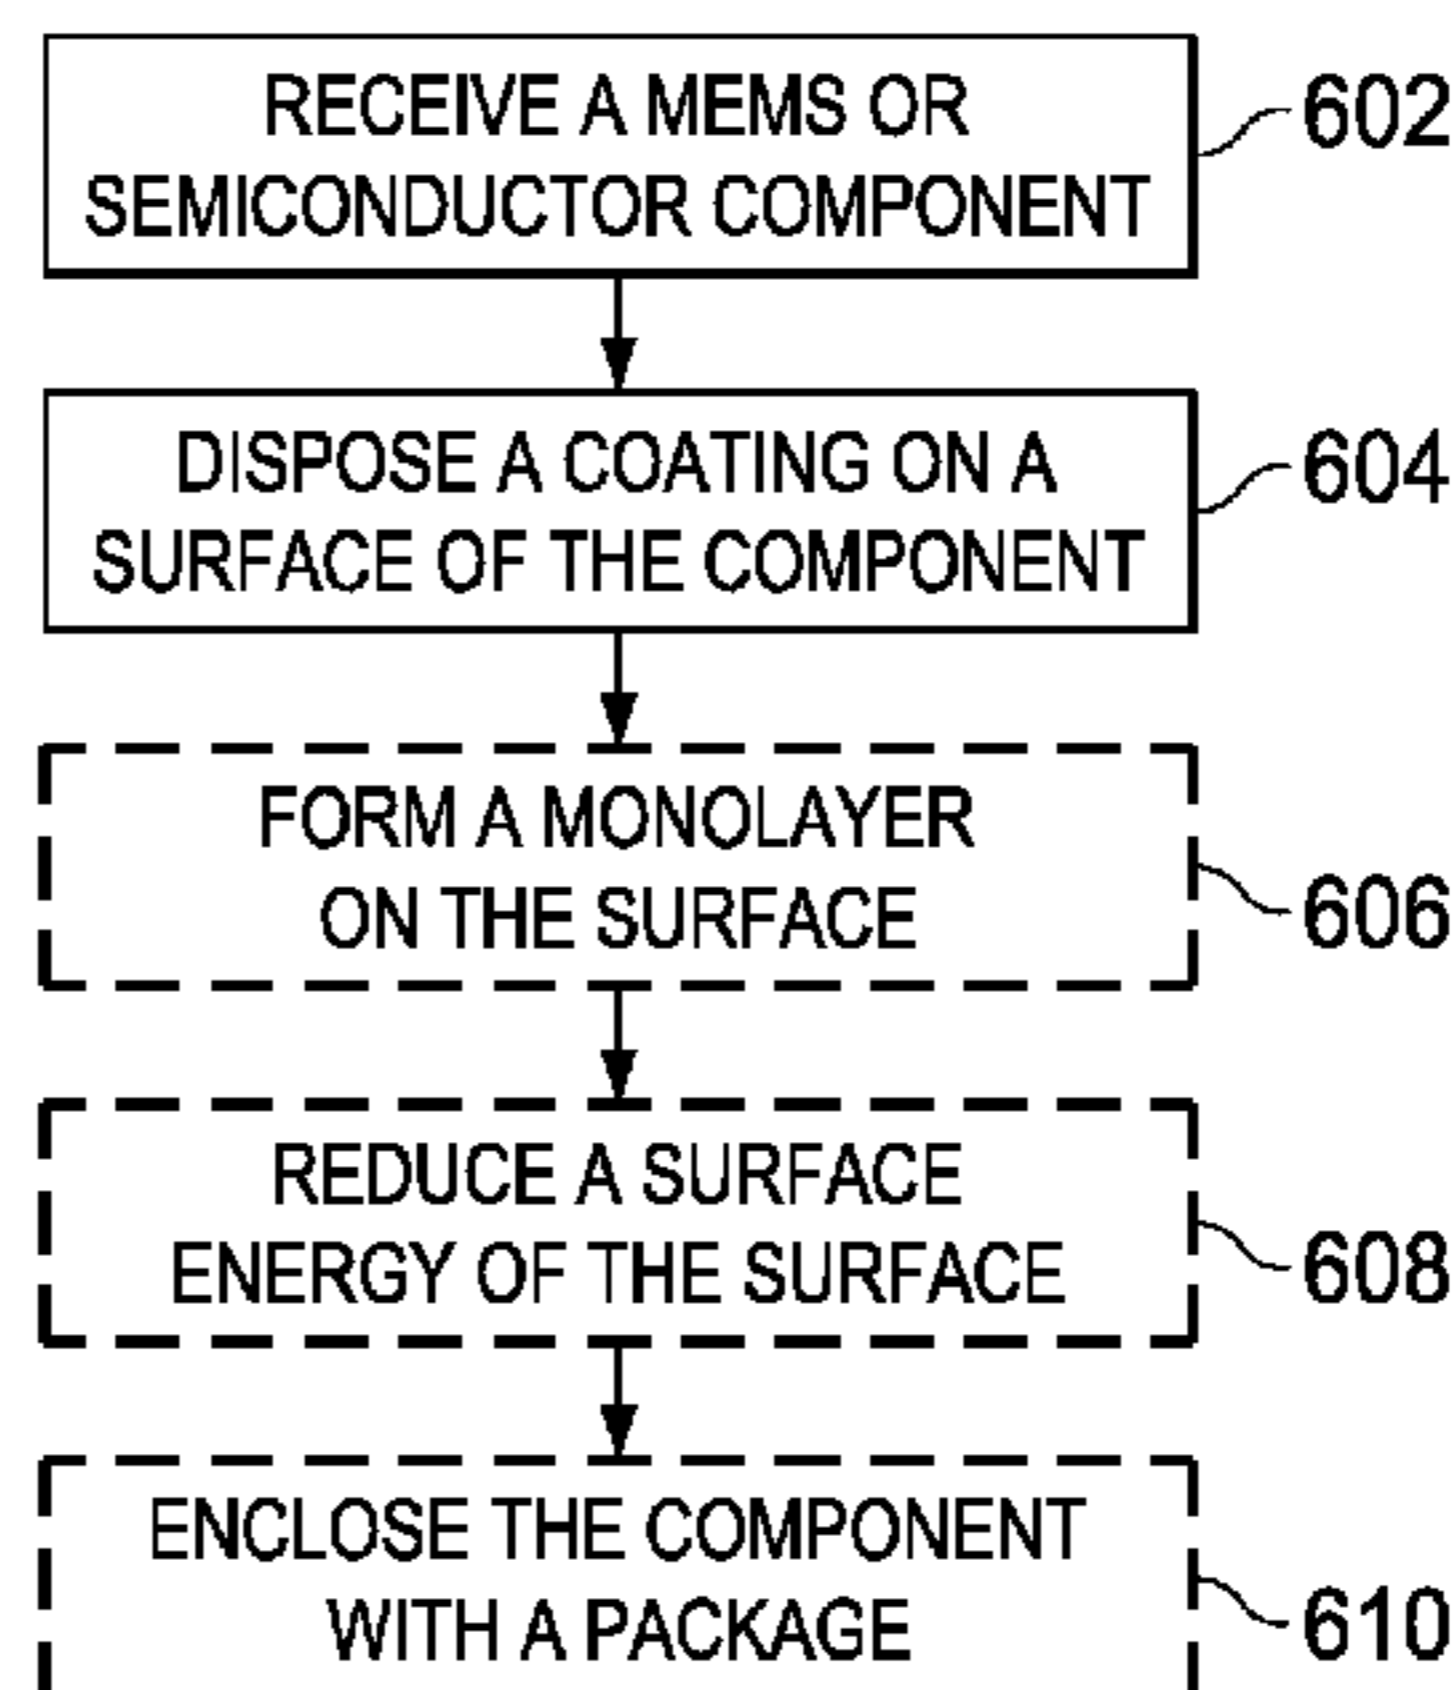 RECEIVE A MEMS OR
SEMICONDUCTOR COMPONENT
602
DISPOSE A COATING ON A
SURFACE OF THE COMPONENT
604
FORM A MONOLAYER
ON THE SURFACE
606
REDUCE A SURFACE
ENERGY OF THE SURFACE
608
ENCLOSE THE COMPONENT
WITH A PACKAGE
610